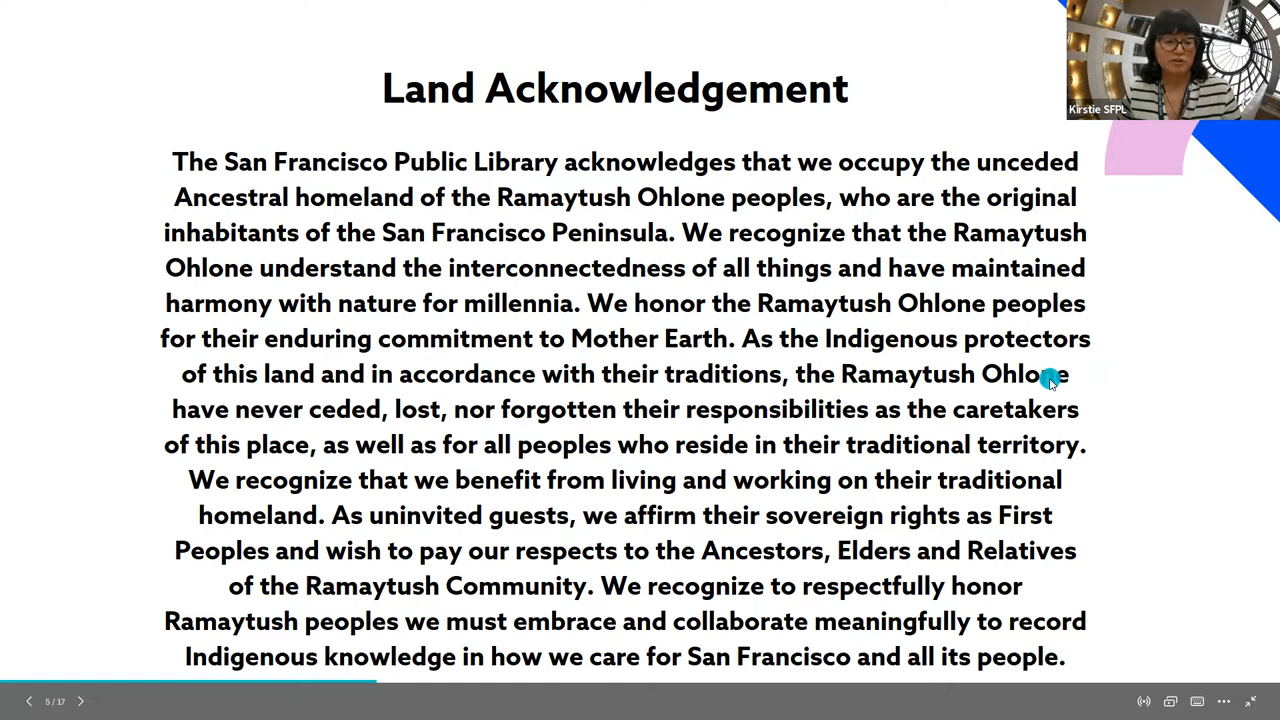 Land Acknowledgement
Kirstie SFPL
The San Francisco Public Library acknowledges that we occupy the unceded
Ancestral homeland of the Ramaytush Ohlone peoples, who are the original
inhabitants of the San Francisco Peninsula. We recognize that the Ramaytush
Ohlone understand the interconnectedness of all things and have maintained
harmony with nature for millennia. We honor the Ramaytush Ohlone peoples
for their enduring commitment to Mother Earth. As the Indigenous protectors
of this land and in accordance with their traditions, the Ramaytush Ohlone
have never ceded, lost, nor forgotten their responsibilities as the caretakers
of this place, as well as for all peoples who reside in their traditional territory.
We recognize that we benefit from living and working on their traditional
homeland. As uninvited guests, we affirm their sovereign rights as First
Peoples and wish to pay our respects to the Ancestors, Elders and Relatives
of the Ramaytush Community. We recognize to respectfully honor
Ramaytush peoples we must embrace and collaborate meaningfully to record
Indigenous knowledge in how we care for San Francisco and all its people.
5 / 17